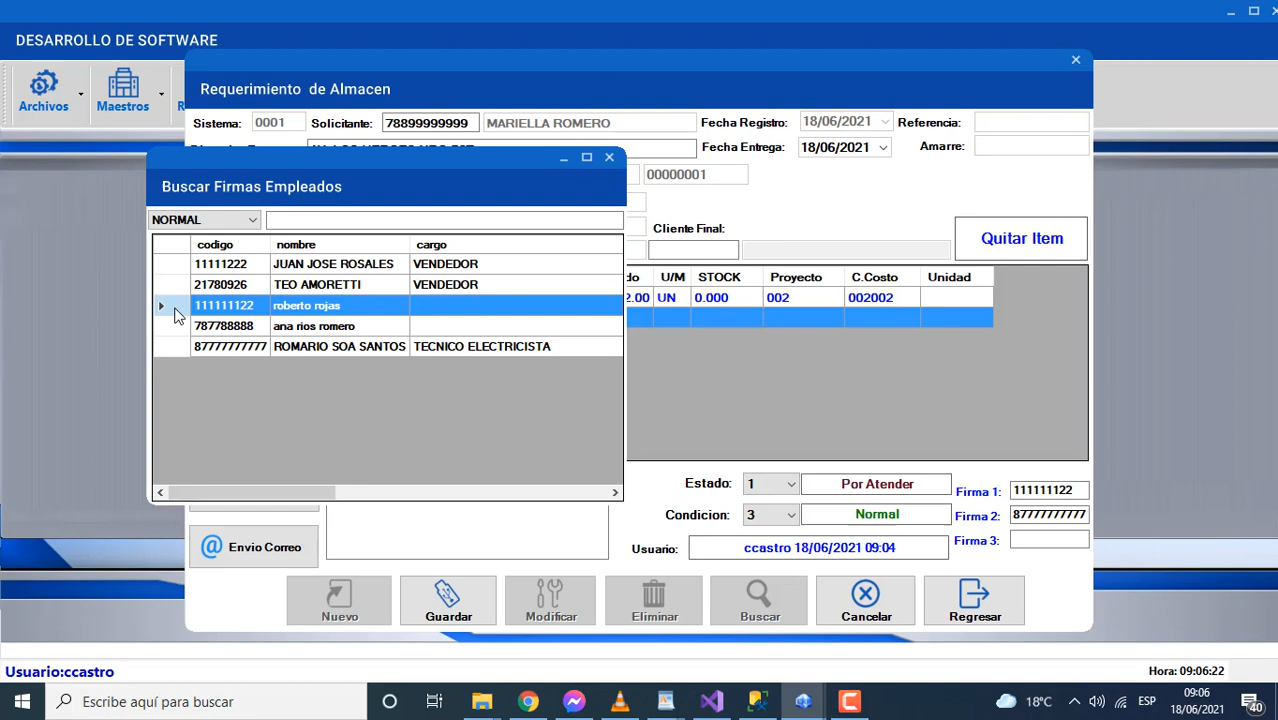 DESARROLLO DE SOFTWARE
Archivos
Maestros
R
Requerimiento de Almacen
Sistema: 0001 Solicitante: 78899999999 MARIELLA ROMERO Fecha Registro: 18/06/2021 Referencia:
Fecha Entrega: 18/06/2021 Amarre:
00000001
Cliente Final:
Quitar Item
Buscar Firmas Empleados
NORMAL
codigo nombre cargo
11111222 JUAN JOSE ROSALES VENDEDOR
21780926 TEO AMORETTI VENDEDOR
111111122 roberto rojas
787788888 ana rios romero
87777777777 ROMARIO SOA SANTOS TECNICO ELECTRICISTA
do U/M STOCK Proyecto C.Costo Unidad
2.00 UN 0.000 002 002002
Estado: 1 Por Atender Firma 1: 111111122
Condicion: 3 Normal Firma 2: 87777777777
Usuario: ccastro 18/06/2021 09:04 Firma 3:
@ Envio Correo
Nuevo Guardar Modificar Eliminar Buscar Cancelar Regresar
Usuario:ccastro Hora: 09:06:22
Escribe aquí para buscar
18°C ESP 09:06
18/06/2021
40